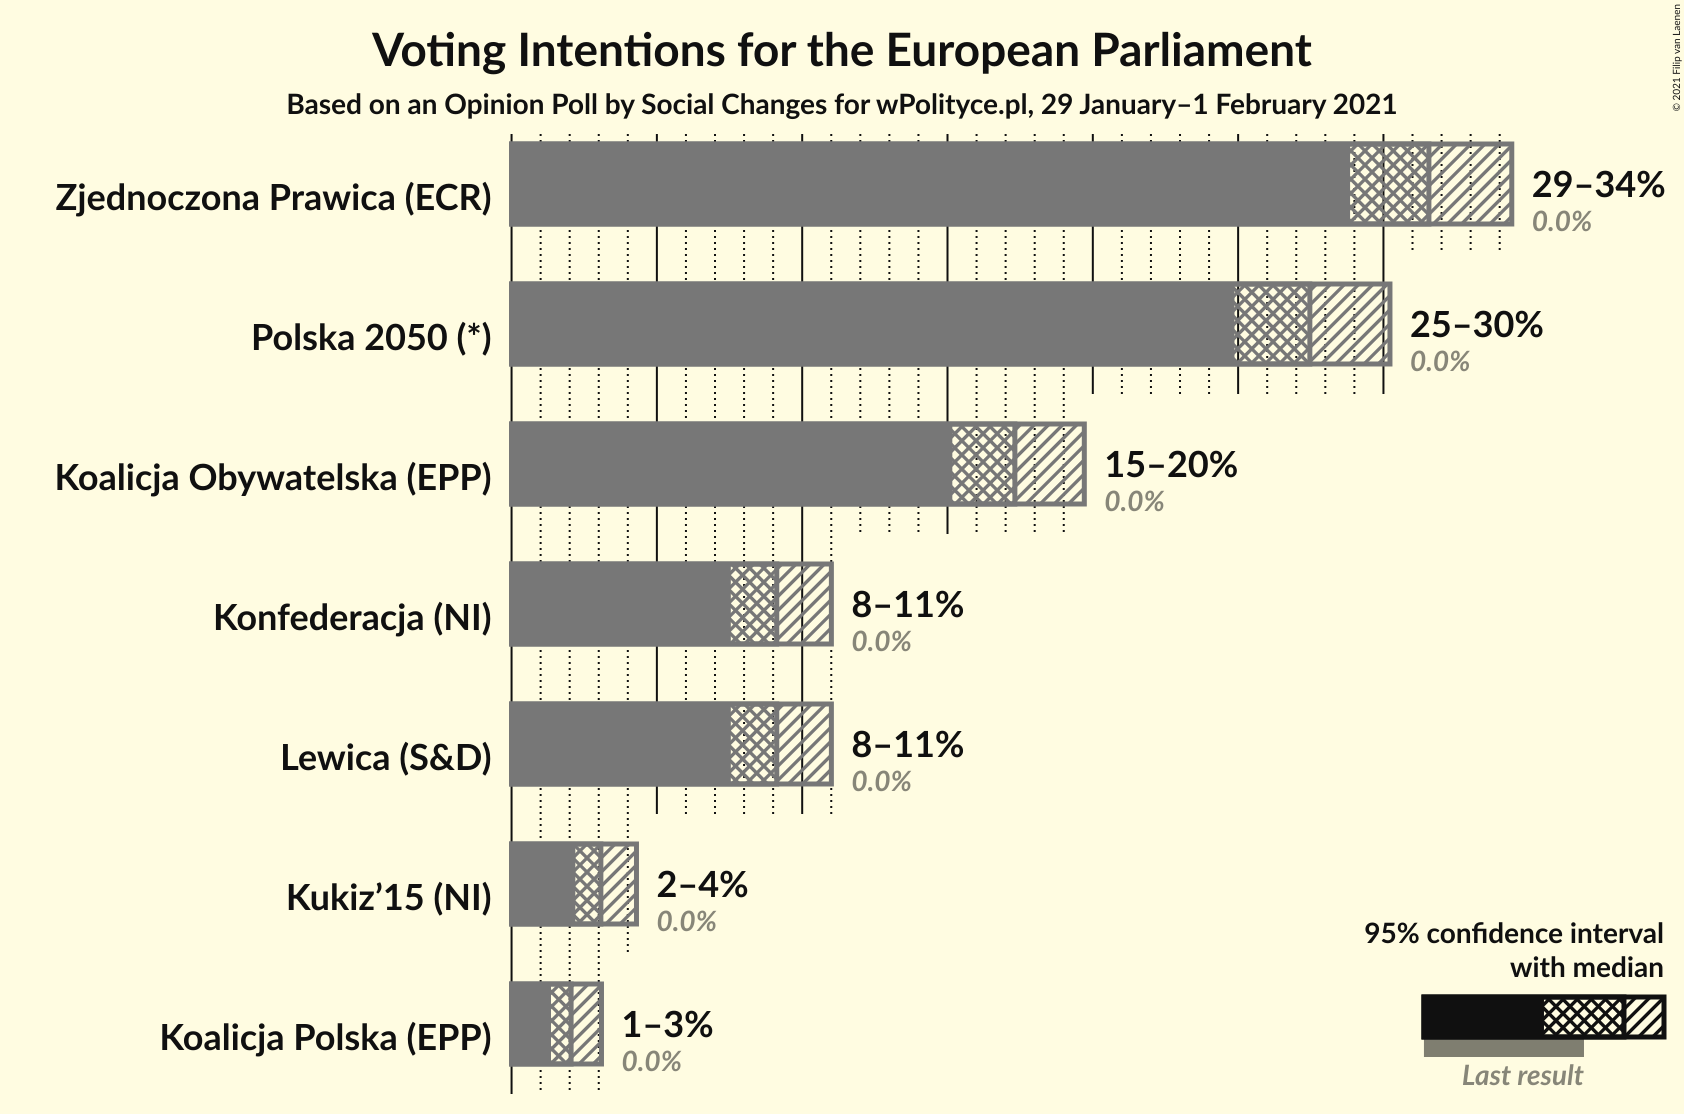 Voting Intentions for the European Parliament
Based on an Opinion Poll by Social Changes for wPolityce.pl, 29 January–1 February 2021
© 2021 Filip van Laenen
Zjednoczona Prawica (ECR)
29–34%
0.0%
Polska 2050 (*)
25–30%
0.0%
Koalicja Obywatelska (EPP)
15–20%
0.0%
Konfederacja (NI)
8–11%
0.0%
Lewica (S&D)
8–11%
0.0%
Kukiz’15 (NI)
2–4%
0.0%
Koalicja Polska (EPP)
1–3%
0.0%
95% confidence interval
with median
Last result